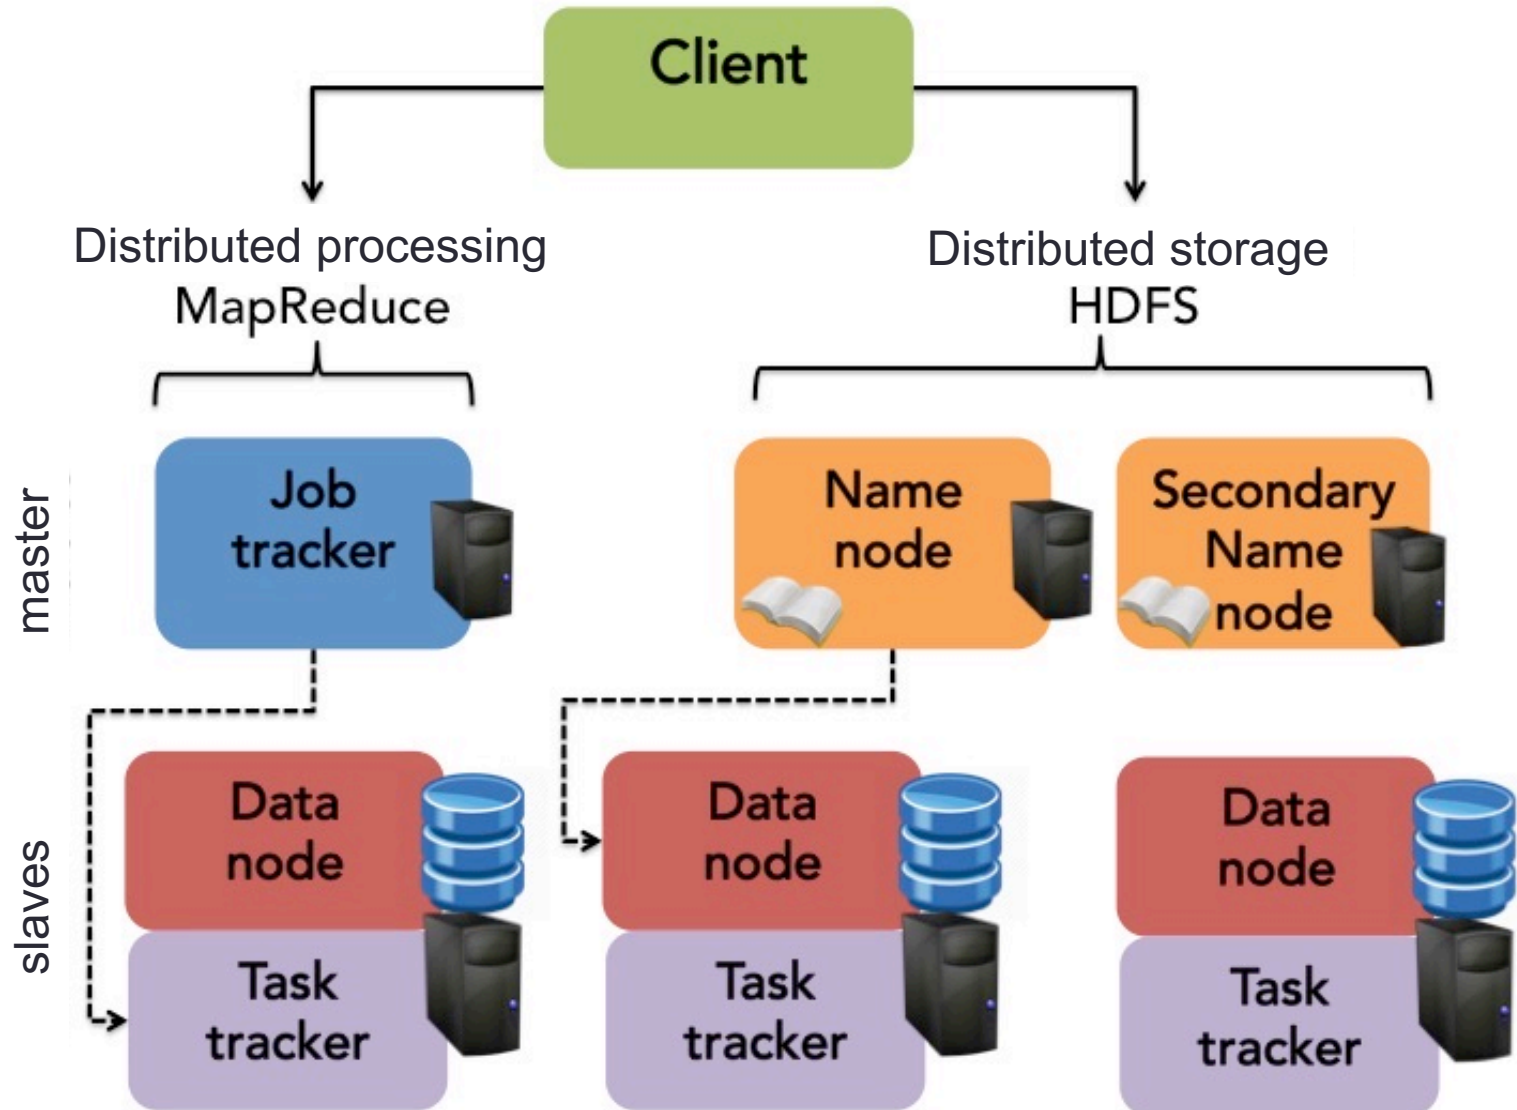 Client
Distributed processing
MapReduce
Distributed storage
HDFS
master
Job
tracker
Name
node
Secondary
Name
node
slaves
Data
node
Task
tracker
Data
node
Task
tracker
Data
node
Task
tracker